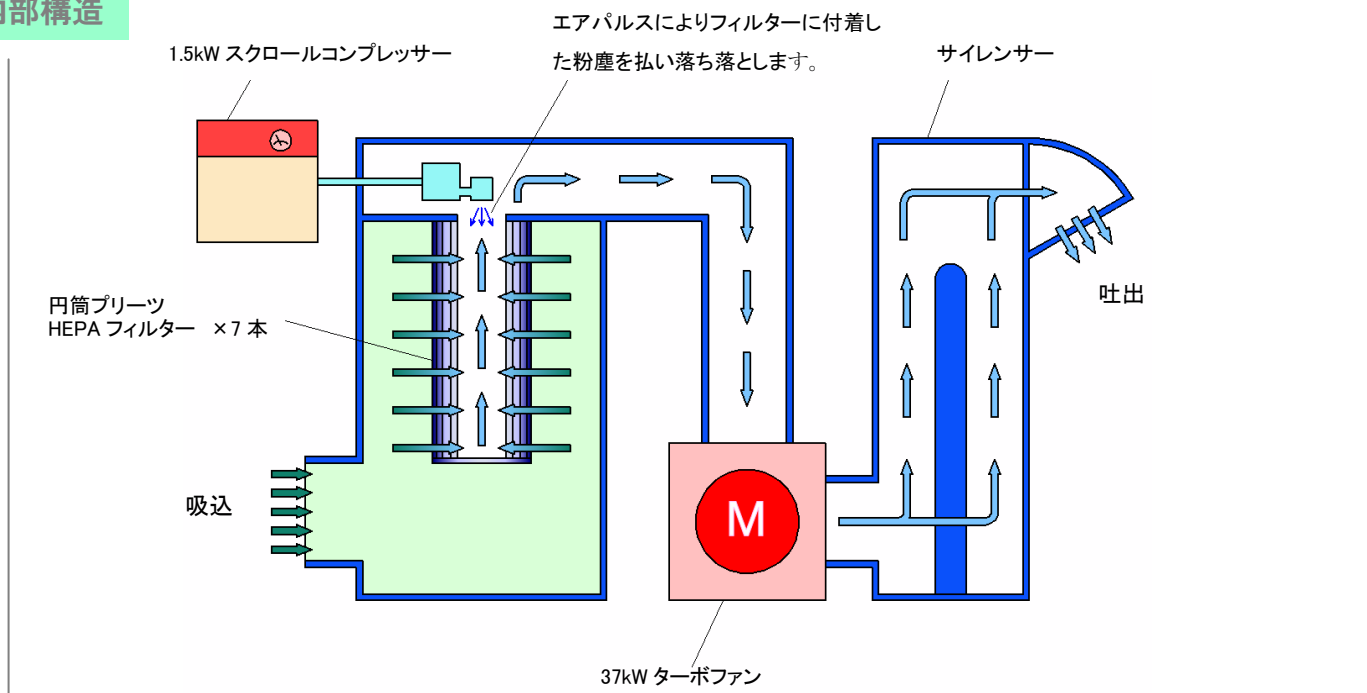 内部構造
エアパルスによりフィルターに付着し
た粉塵を払い落ち落とします。
1.5kW スクロールコンプレッサー
サイレンサー
円筒プリーツ
HEPA フィルター ×7 本
吐出
吸込
M
37kW ターボファン